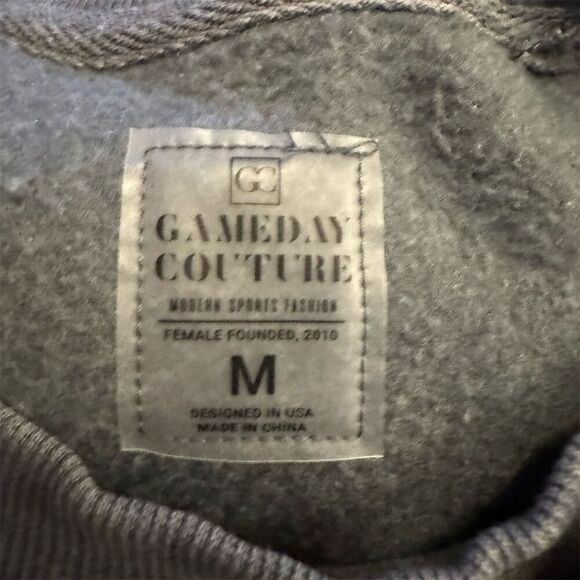 GC
GAMEDAY
COUTURE
MODERN SPORTS FASHION
FEMALE FOUNDED, 2010
M
DESIGNED IN USA
MADE IN CHINA